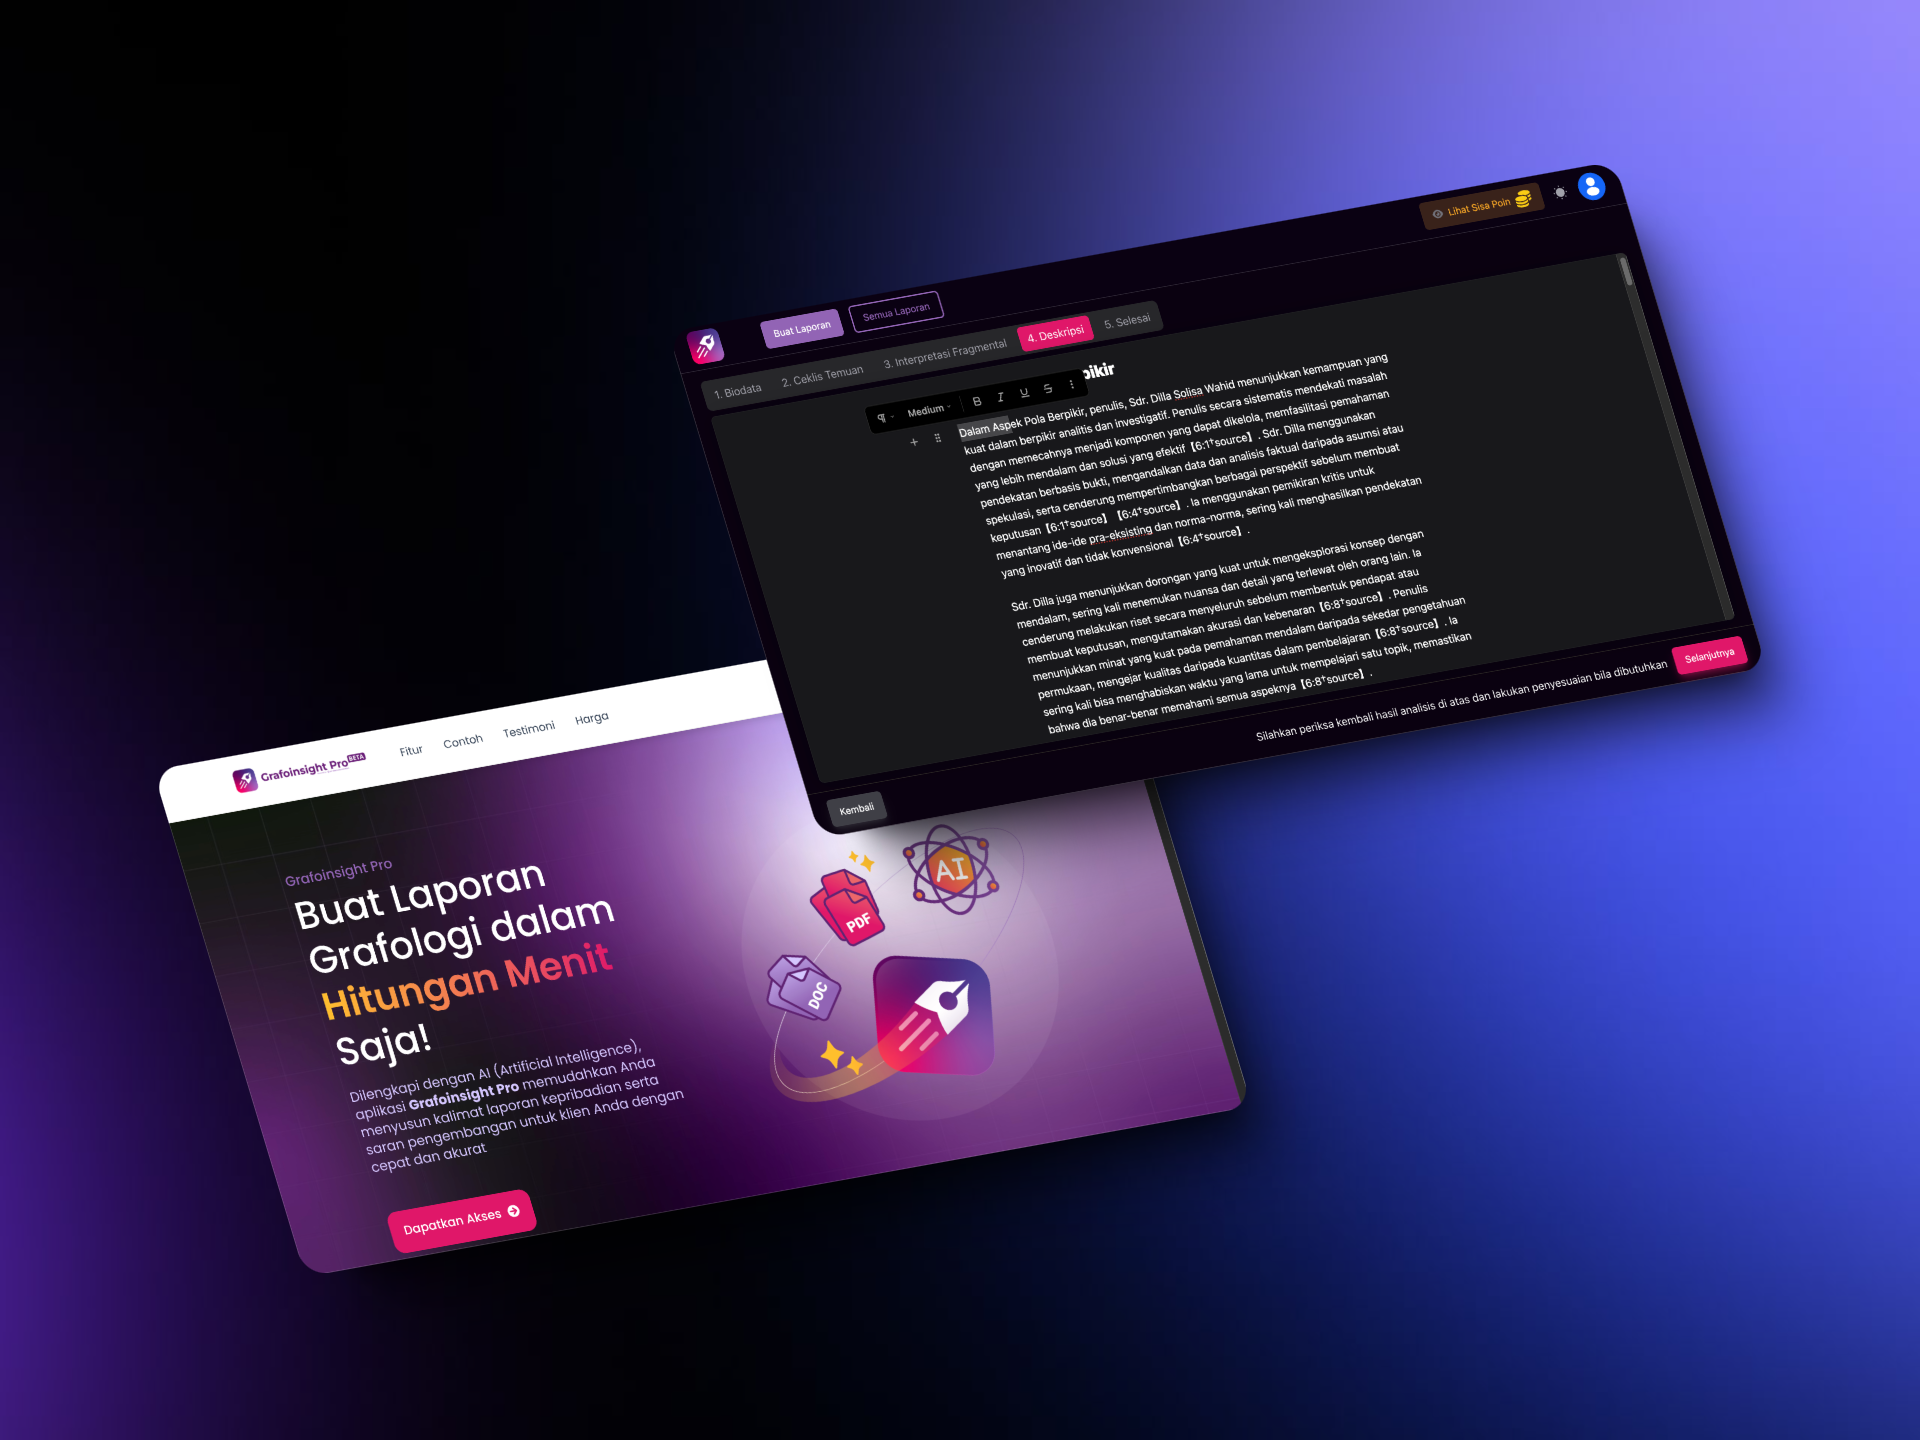 Lihat Sisa Poin
Buat Laporan
Semua Laporan
1. Biodata
2. Ceklis Temuan
3. Interpretasi Fragmental
4. Deskripsi
5. Selesai
pikir
Medium
B I U S
Dalam Aspek Pola Berpikir, penulis, Sdr. Dilla Solisa Wahid menunjukkan kemampuan yang
kuat dalam berpikir analitis dan investigatif. Penulis secara sistematis mendekati masalah
dengan memecahnya menjadi komponen yang dapat dikelola, memfasilitasi pemahaman
yang lebih mendalam dan solusi yang efektif【6:1†source】. Sdr. Dilla menggunakan
pendekatan berbasis bukti, mengandalkan data dan analisis faktual daripada asumsi atau
spekulasi, serta cenderung mempertimbangkan berbagai perspektif sebelum membuat
keputusan【6:1†source】【6:4†source】. Ia menggunakan pemikiran kritis untuk
menantang ide-ide pra-eksisting dan norma-norma, sering kali menghasilkan pendekatan
yang inovatif dan tidak konvensional【6:4†source】.
Sdr. Dilla juga menunjukkan dorongan yang kuat untuk mengeksplorasi konsep dengan
mendalam, sering kali menemukan nuansa dan detail yang terlewat oleh orang lain. Ia
cenderung melakukan riset secara menyeluruh sebelum membentuk pendapat atau
membuat keputusan, mengutamakan akurasi dan kebenaran【6:8†source】. Penulis
menunjukkan minat yang kuat pada pemahaman mendalam daripada sekedar pengetahuan
permukaan, mengejar kualitas daripada kuantitas dalam pembelajaran【6:8†source】. Ia
sering kali bisa menghabiskan waktu yang lama untuk mempelajari satu topik, memastikan
bahwa dia benar-benar memahami semua aspeknya【6:8†source】.
Silahkan periksa kembali hasil analisis di atas dan lakukan penyesuaian bila dibutuhkan
Selanjutnya
Kembali
Grafoinsight Pro BETA
Fitur
Contoh
Testimoni
Harga
Grafoinsight Pro
Buat Laporan
Grafologi dalam
Hitungan Menit
Saja!
Dilengkapi dengan AI (Artificial Intelligence),
aplikasi Grafoinsight Pro memudahkan Anda
menyusun kalimat laporan kepribadian serta
saran pengembangan untuk klien Anda dengan
cepat dan akurat
Dapatkan Akses
AI
PDF
DOC